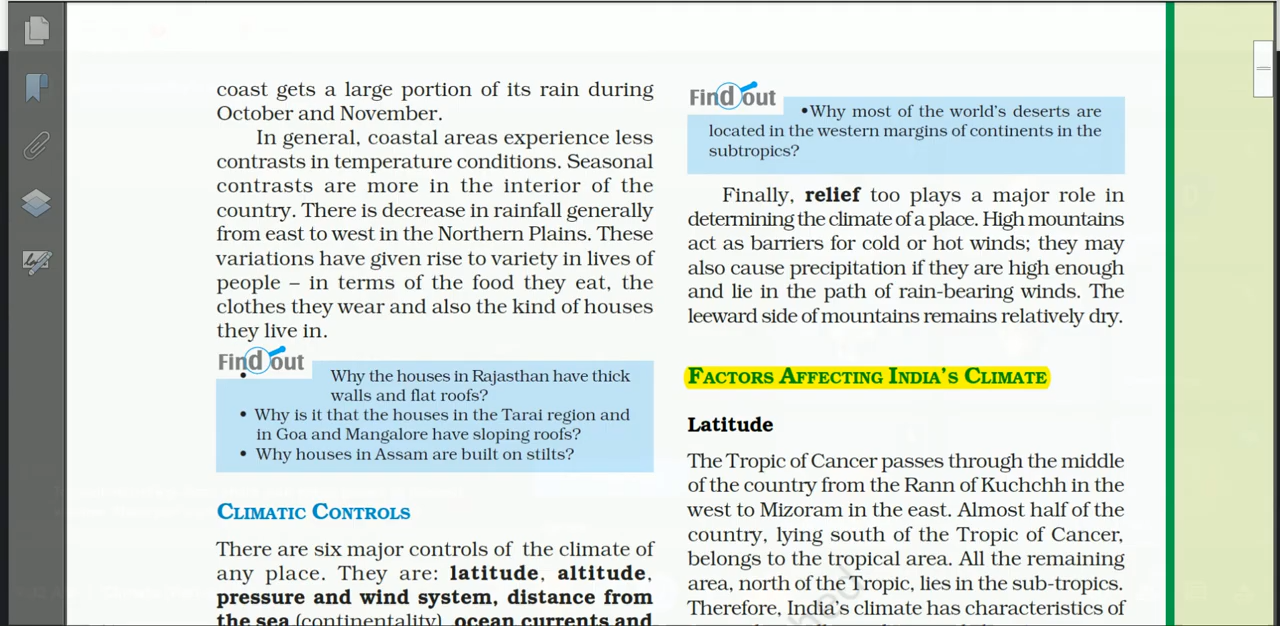 coast gets a large portion of its rain during
October and November.
In general, coastal areas experience less
contrasts in temperature conditions. Seasonal
contrasts are more in the interior of the
country. There is decrease in rainfall generally
from east to west in the Northern Plains. These
variations have given rise to variety in lives of
people – in terms of the food they eat, the
clothes they wear and also the kind of houses
they live in.
Find out
• Why the houses in Rajasthan have thick
walls and flat roofs?
• Why is it that the houses in the Tarai region and
in Goa and Mangalore have sloping roofs?
• Why houses in Assam are built on stilts?
CLIMATIC CONTROLS
There are six major controls of the climate of
any place. They are: latitude, altitude,
pressure and wind system, distance from
the sea (continentality), ocean currents and
Find out
•Why most of the world's deserts are
located in the western margins of continents in the
subtropics?
Finally, relief too plays a major role in
determining the climate of a place. High mountains
act as barriers for cold or hot winds; they may
also cause precipitation if they are high enough
and lie in the path of rain-bearing winds. The
leeward side of mountains remains relatively dry.
FACTORS AFFECTING INDIA'S CLIMATE
Latitude
The Tropic of Cancer passes through the middle
of the country from the Rann of Kuchchh in the
west to Mizoram in the east. Almost half of the
country, lying south of the Tropic of Cancer,
belongs to the tropical area. All the remaining
area, north of the Tropic, lies in the sub-tropics.
Therefore, India's climate has characteristics of